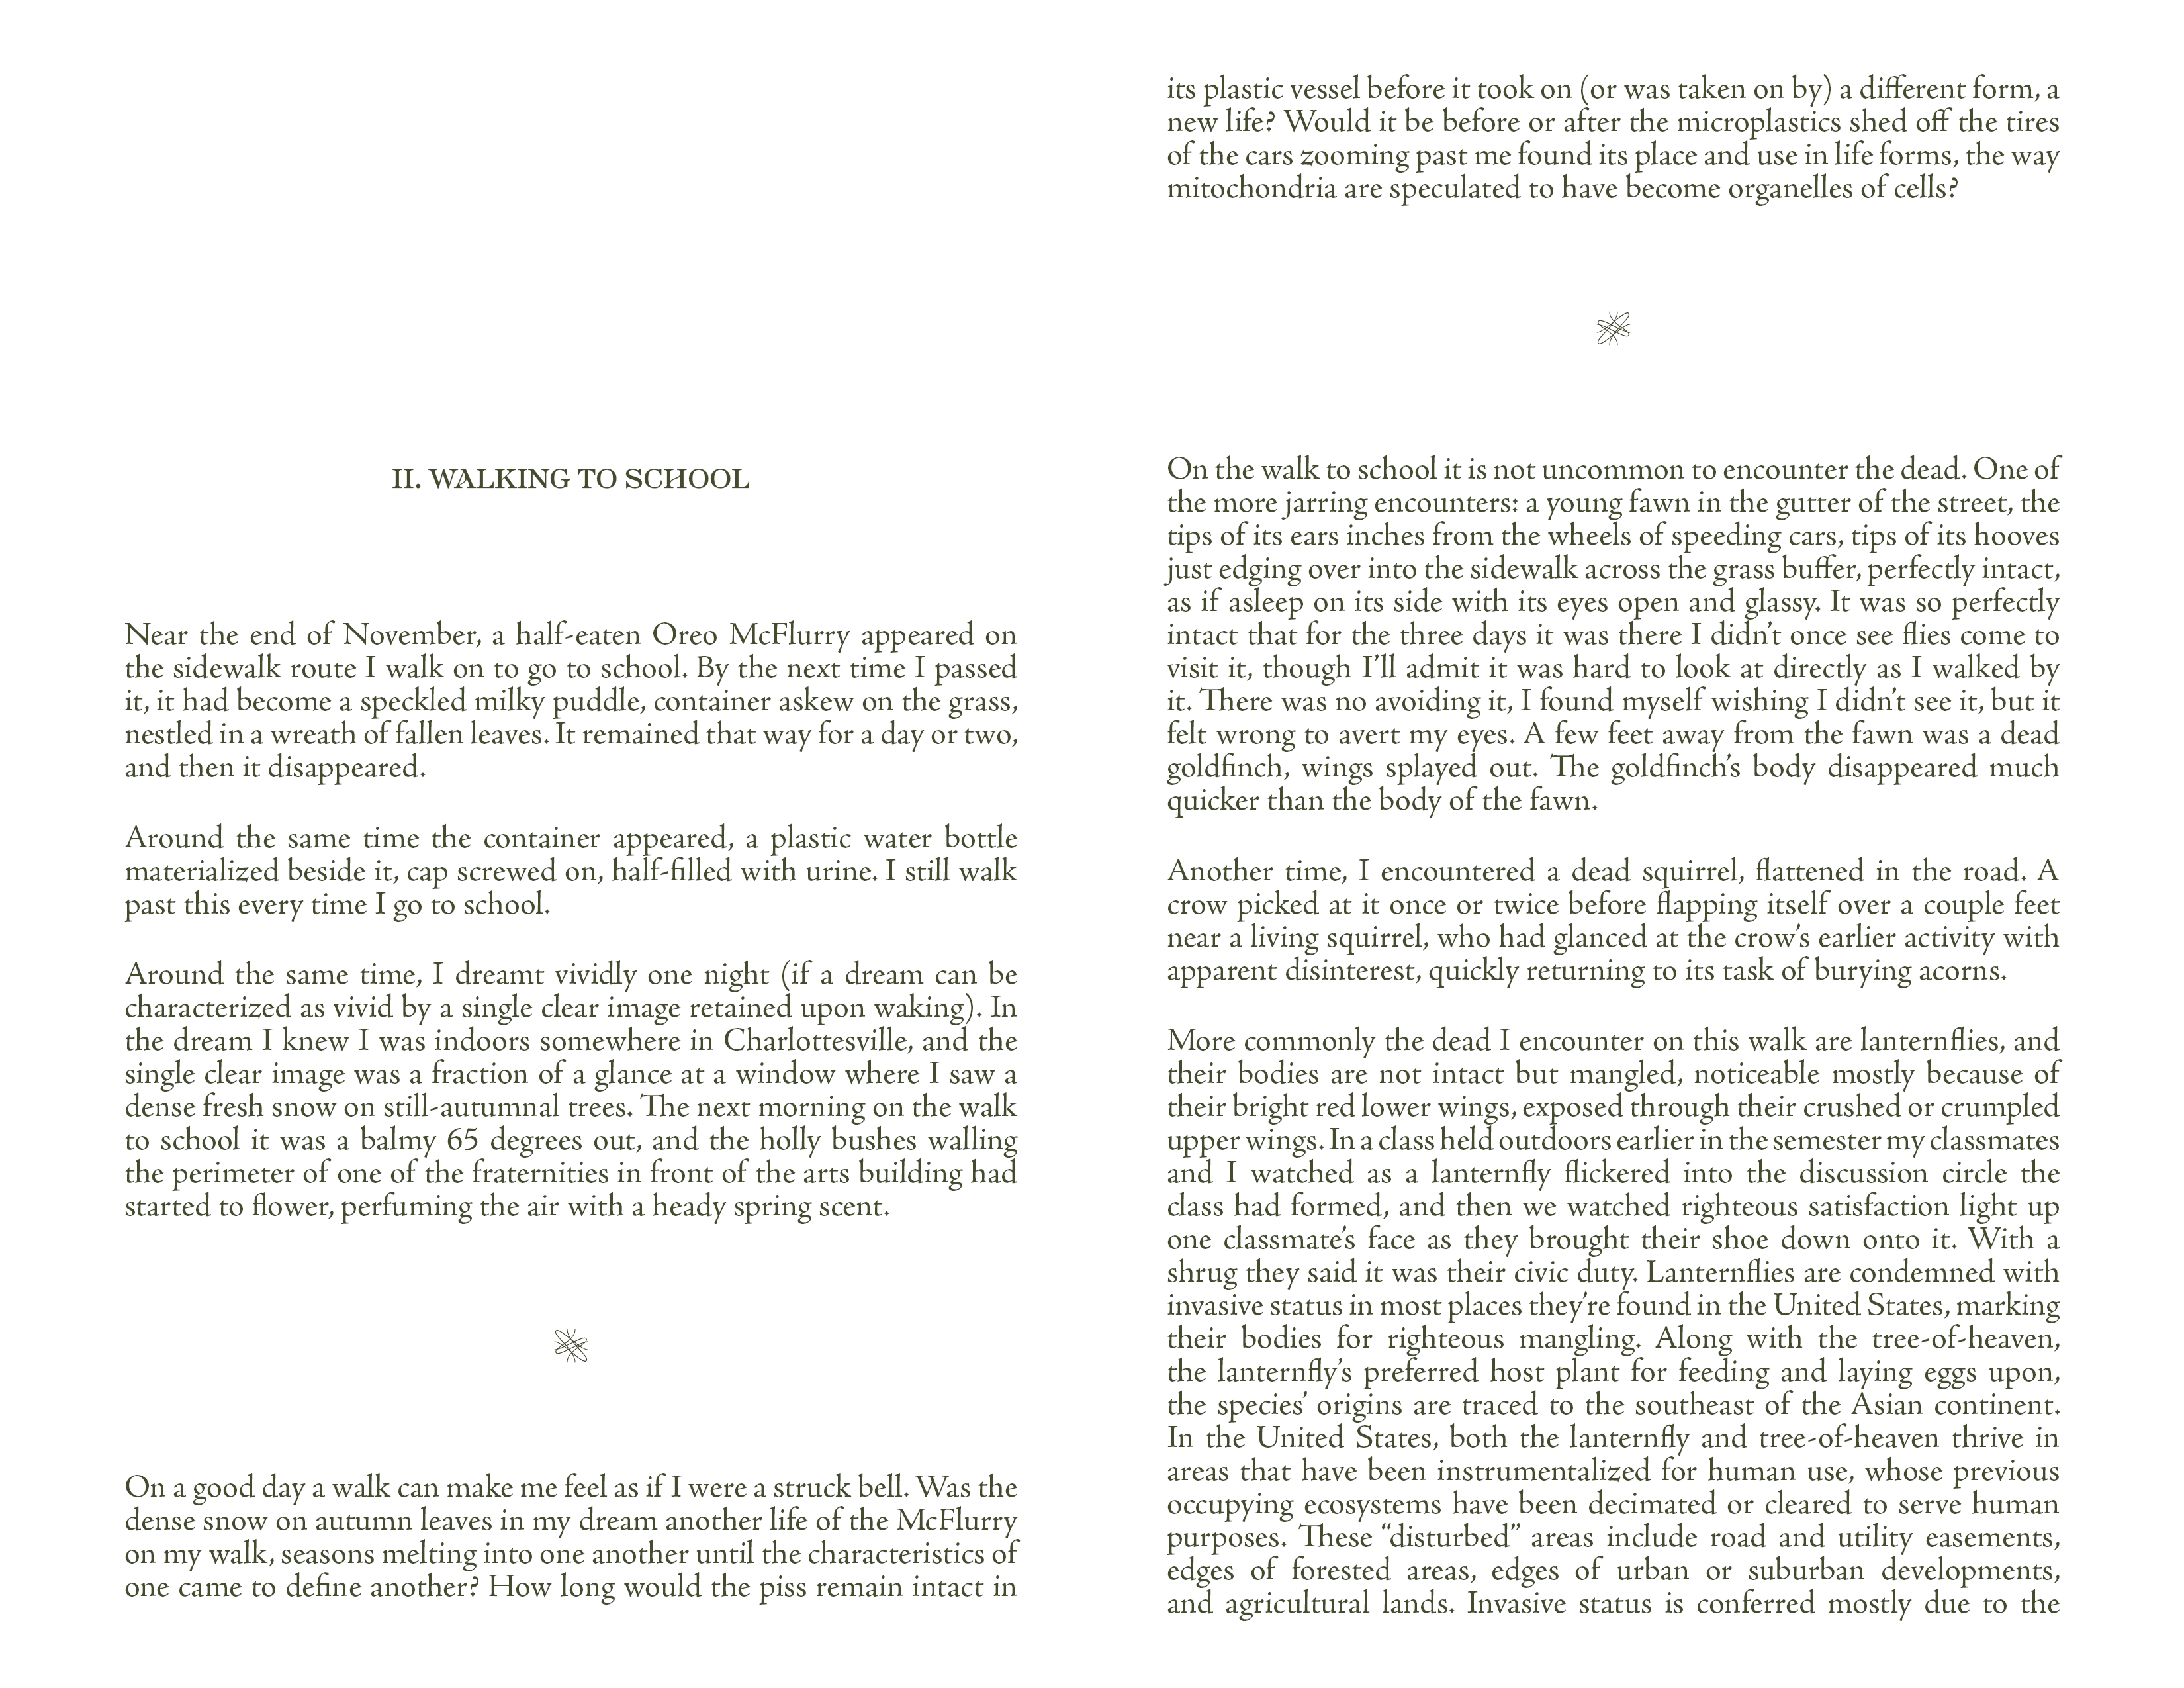 II. WALKING TO SCHOOL
Near the end of November, a half-eaten Oreo McFlurry appeared on
the sidewalk route I walk on to go to school. By the next time I passed
it, it had become a speckled milky puddle, container askew on the grass,
nestled in a wreath of fallen leaves. It remained that way for a day or two,
and then it disappeared.
Around the same time the container appeared, a plastic water bottle
materialized beside it, cap screwed on, half-filled with urine. I still walk
past this every time I go to school.
Around the same time, I dreamt vividly one night (if a dream can be
characterized as vivid by a single clear image retained upon waking). In
the dream I knew I was indoors somewhere in Charlottesville, and the
single clear image was a fraction of a glance at a window where I saw a
dense fresh snow on still-autumnal trees. The next morning on the walk
to school it was a balmy 65 degrees out, and the holly bushes walling
the perimeter of one of the fraternities in front of the arts building had
started to flower, perfuming the air with a heady spring scent.
On a good day a walk can make me feel as if I were a struck bell. Was the
dense snow on autumn leaves in my dream another life of the McFlurry
on my walk, seasons melting into one another until the characteristics of
one came to define another? How long would the piss remain intact in
its plastic vessel before it took on (or was taken on by) a different form, a
new life? Would it be before or after the microplastics shed off the tires
of the cars zooming past me found its place and use in life forms, the way
mitochondria are speculated to have become organelles of cells?
On the walk to school it is not uncommon to encounter the dead. One of
the more jarring encounters: a young fawn in the gutter of the street, the
tips of its ears inches from the wheels of speeding cars, tips of its hooves
just edging over into the sidewalk across the grass buffer, perfectly intact,
as if asleep on its side with its eyes open and glassy. It was so perfectly
intact that for the three days it was there I didn't once see flies come to
visit it, though I'll admit it was hard to look at directly as I walked by
it. There was no avoiding it, I found myself wishing I didn't see it, but it
felt wrong to avert my eyes. A few feet away from the fawn was a dead
goldfinch, wings splayed out. The goldfinch's body disappeared much
quicker than the body of the fawn.
Another time, I encountered a dead squirrel, flattened in the road. A
crow picked at it once or twice before flapping itself over a couple feet
near a living squirrel, who had glanced at the crow's earlier activity with
apparent disinterest, quickly returning to its task of burying acorns.
More commonly the dead I encounter on this walk are lanternflies, and
their bodies are not intact but mangled, noticeable mostly because of
their bright red lower wings, exposed through their crushed or crumpled
upper wings. In a class held outdoors earlier in the semester my classmates
and I watched as a lanternfly flickered into the discussion circle the
class had formed, and then we watched righteous satisfaction light up
one classmate's face as they brought their shoe down onto it. With a
shrug they said it was their civic duty. Lanternflies are condemned with
invasive status in most places they're found in the United States, marking
their bodies for righteous mangling. Along with the tree-of-heaven,
the lanternfly's preferred host plant for feeding and laying eggs upon,
the species' origins are traced to the southeast of the Asian continent.
In the United States, both the lanternfly and tree-of-heaven thrive in
areas that have been instrumentalized for human use, whose previous
occupying ecosystems have been decimated or cleared to serve human
purposes. These “disturbed” areas include road and utility easements,
edges of forested areas, edges of urban or suburban developments,
and agricultural lands. Invasive status is conferred mostly due to the